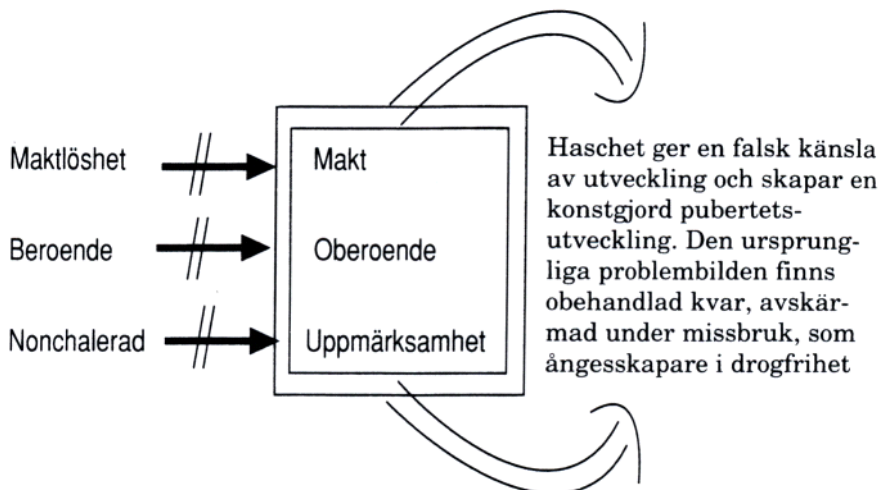 Maktlöshet
Makt
Beroende
Oberoende
Nonchalerad
Uppmärksamhet
Haschet ger en falsk känsla
av utveckling och skapar en
konstgjord pubertets-
utveckling. Den ursprung-
liga problembilden finns
obehandlad kvar, avskär-
mad under missbruk, som
ångesskapare i drogfrihet